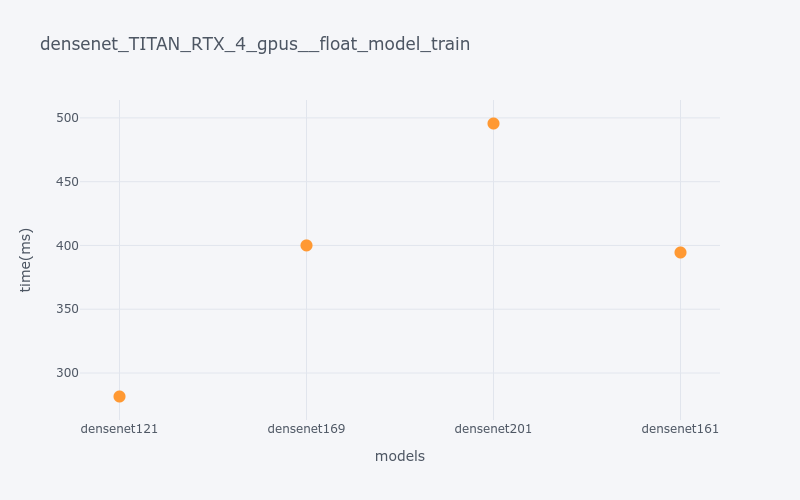 densenet_TITAN_RTX_4_gpus__float_model_train
500
450
400
350
300
time(ms)
densenet121
densenet169
densenet201
densenet161
models